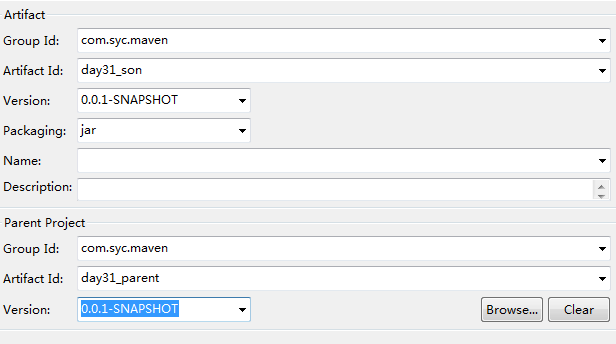 Artifact
Group Id: com.syc.maven
Artifact Id: day31_son
Version: 0.0.1-SNAPSHOT
Packaging: jar
Name:
Description:
Parent Project
Group Id: com.syc.maven
Artifact Id: day31_parent
Version: 0.0.1-SNAPSHOT Browse... Clear